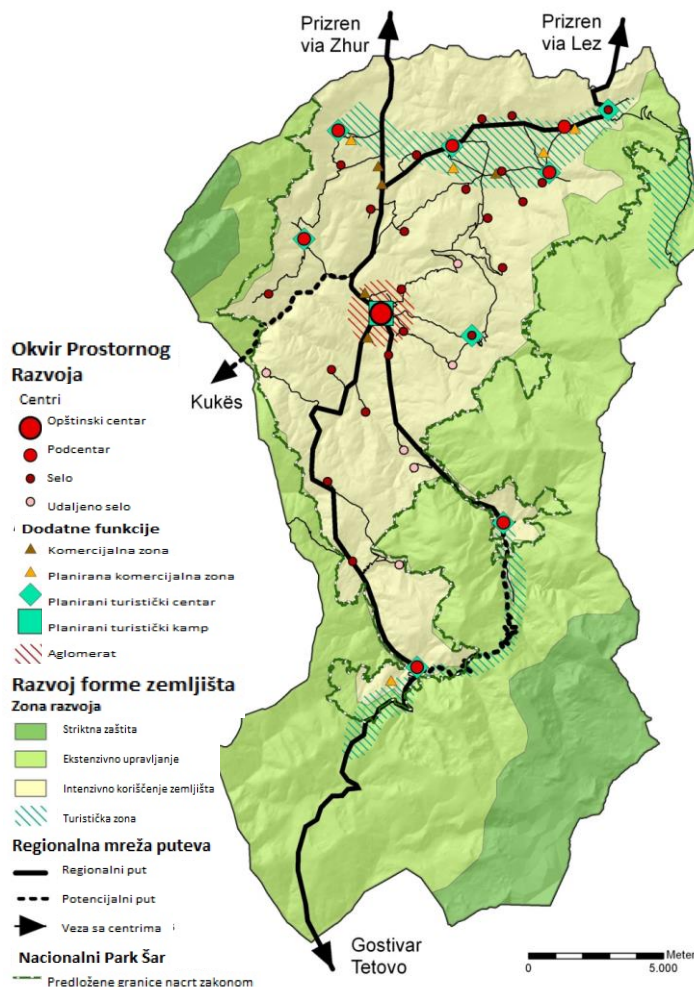 Prizren
via Zhur
Prizren
via Lez
Okvir Prostornog
Razvoja
Kukës
Centri
Opštinski centar
Podcentar
Selo
Udaljeno selo
Dodatne funkcije
Komercijalna zona
Planirana komercijalna zona
Planirani turistički centar
Planirani turistički kamp
Aglomerat
Razvoj forme zemljišta
Zona razvoja
Striktna zaštita
Ekstenzivno upravljanje
Intenzivno koriščenje zemljišta
Turistička zona
Regionalna mreža puteva
Regionalni put
Potencijalni put
Veza sa centrima
Nacionalni Park Šar
Predložene granice nacrt zakonom
Gostivar
Tetovo
Meter
0 5.000